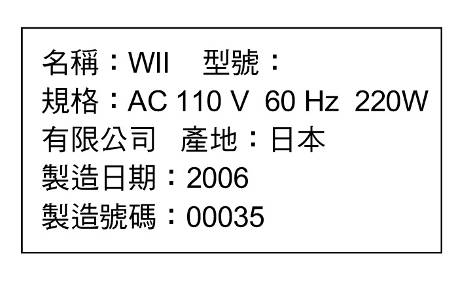 名稱：WII 型號：
規格：AC 110 V 60 Hz 220W
有限公司 產地：日本
製造日期：2006
製造號碼：00035